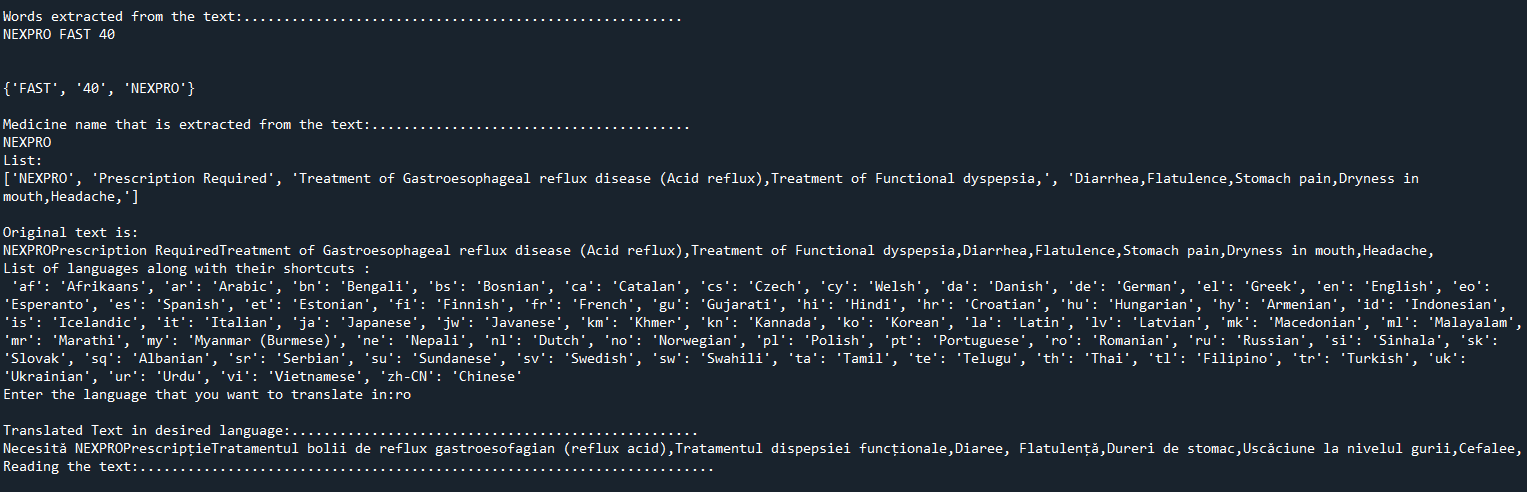 Words extracted from the text:.......................................................
NEXPRO FAST 40
{'FAST', '40', 'NEXPRO'}
Medicine name that is extracted from the text:........................................
NEXPRO
List:
['NEXPRO', 'Prescription Required', 'Treatment of Gastroesophageal reflux disease (Acid reflux),Treatment of Functional dyspepsia,', 'Diarrhea,Flatulence,Stomach pain,Dryness in
mouth,Headache,']
Original text is:
NEXPROPrescription RequiredTreatment of Gastroesophageal reflux disease (Acid reflux),Treatment of Functional dyspepsia,Diarrhea,Flatulence,Stomach pain,Dryness in mouth,Headache,
List of languages along with their shortcuts :
'af': 'Afrikaans', 'ar': 'Arabic', 'bn': 'Bengali', 'bs': 'Bosnian', 'ca': 'Catalan', 'cs': 'Czech', 'cy': 'Welsh', 'da': 'Danish', 'de': 'German', 'el': 'Greek', 'en': 'English', 'eo':
'Esperanto', 'es': 'Spanish', 'et': 'Estonian', 'fi': 'Finnish', 'fr': 'French', 'gu': 'Gujarati', 'hi': 'Hindi', 'hr': 'Croatian', 'hu': 'Hungarian', 'hy': 'Armenian', 'id': 'Indonesian',
'is': 'Icelandic', 'it': 'Italian', 'ja': 'Japanese', 'jw': 'Javanese', 'km': 'Khmer', 'kn': 'Kannada', 'ko': 'Korean', 'la': 'Latin', 'lv': 'Latvian', 'mk': 'Macedonian', 'ml': 'Malayalam',
'mr': 'Marathi', 'my': 'Myanmar (Burmese)', 'ne': 'Nepali', 'nl': 'Dutch', 'no': 'Norwegian', 'pl': 'Polish', 'pt': 'Portuguese', 'ro': 'Romanian', 'ru': 'Russian', 'si': 'Sinhala', 'sk':
'Slovak', 'sq': 'Albanian', 'sr': 'Serbian', 'su': 'Sundanese', 'sv': 'Swedish', 'sw': 'Swahili', 'ta': 'Tamil', 'te': 'Telugu', 'th': 'Thai', 'tl': 'Filipino', 'tr': 'Turkish', 'uk':
'Ukrainian', 'ur': 'Urdu', 'vi': 'Vietnamese', 'zh-CN': 'Chinese'
Enter the language that you want to translate in:ro
Translated Text in desired language:...................................................
Necesită NEXPROPrescripțieTratamentul bolii de reflux gastroesofagian (reflux acid),Tratamentul dispepsiei funcționale,Diaree, Flatulență,Dureri de stomac,Uscăciune la nivelul gurii,Cefalee,
Reading the text:........................................................................